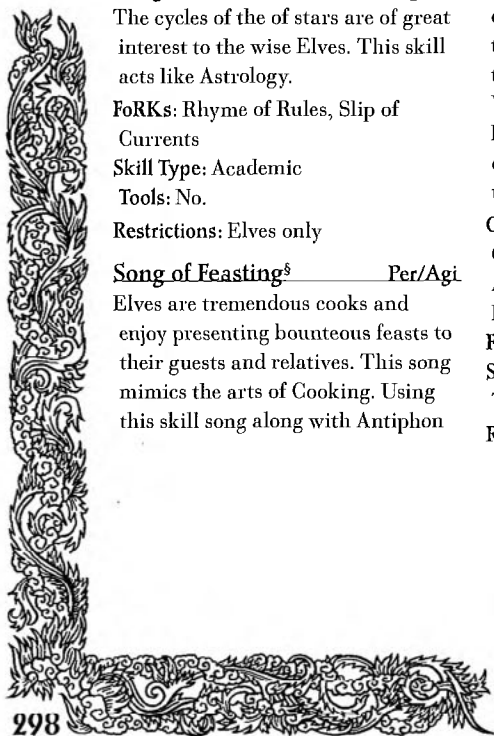 The cycles of the of stars are of great
interest to the wise Elves. This skill
acts like Astrology.
FoRKs: Rhyme of Rules, Slip of
Currents
Skill Type: Academic
Tools: No.
Restrictions: Elves only
Song of Feasting§ Per/Agi
Elves are tremendous cooks and
enjoy presenting bounteous feasts to
their guests and relatives. This song
mimics the arts of Cooking. Using
this skill song along with Antiphon
298